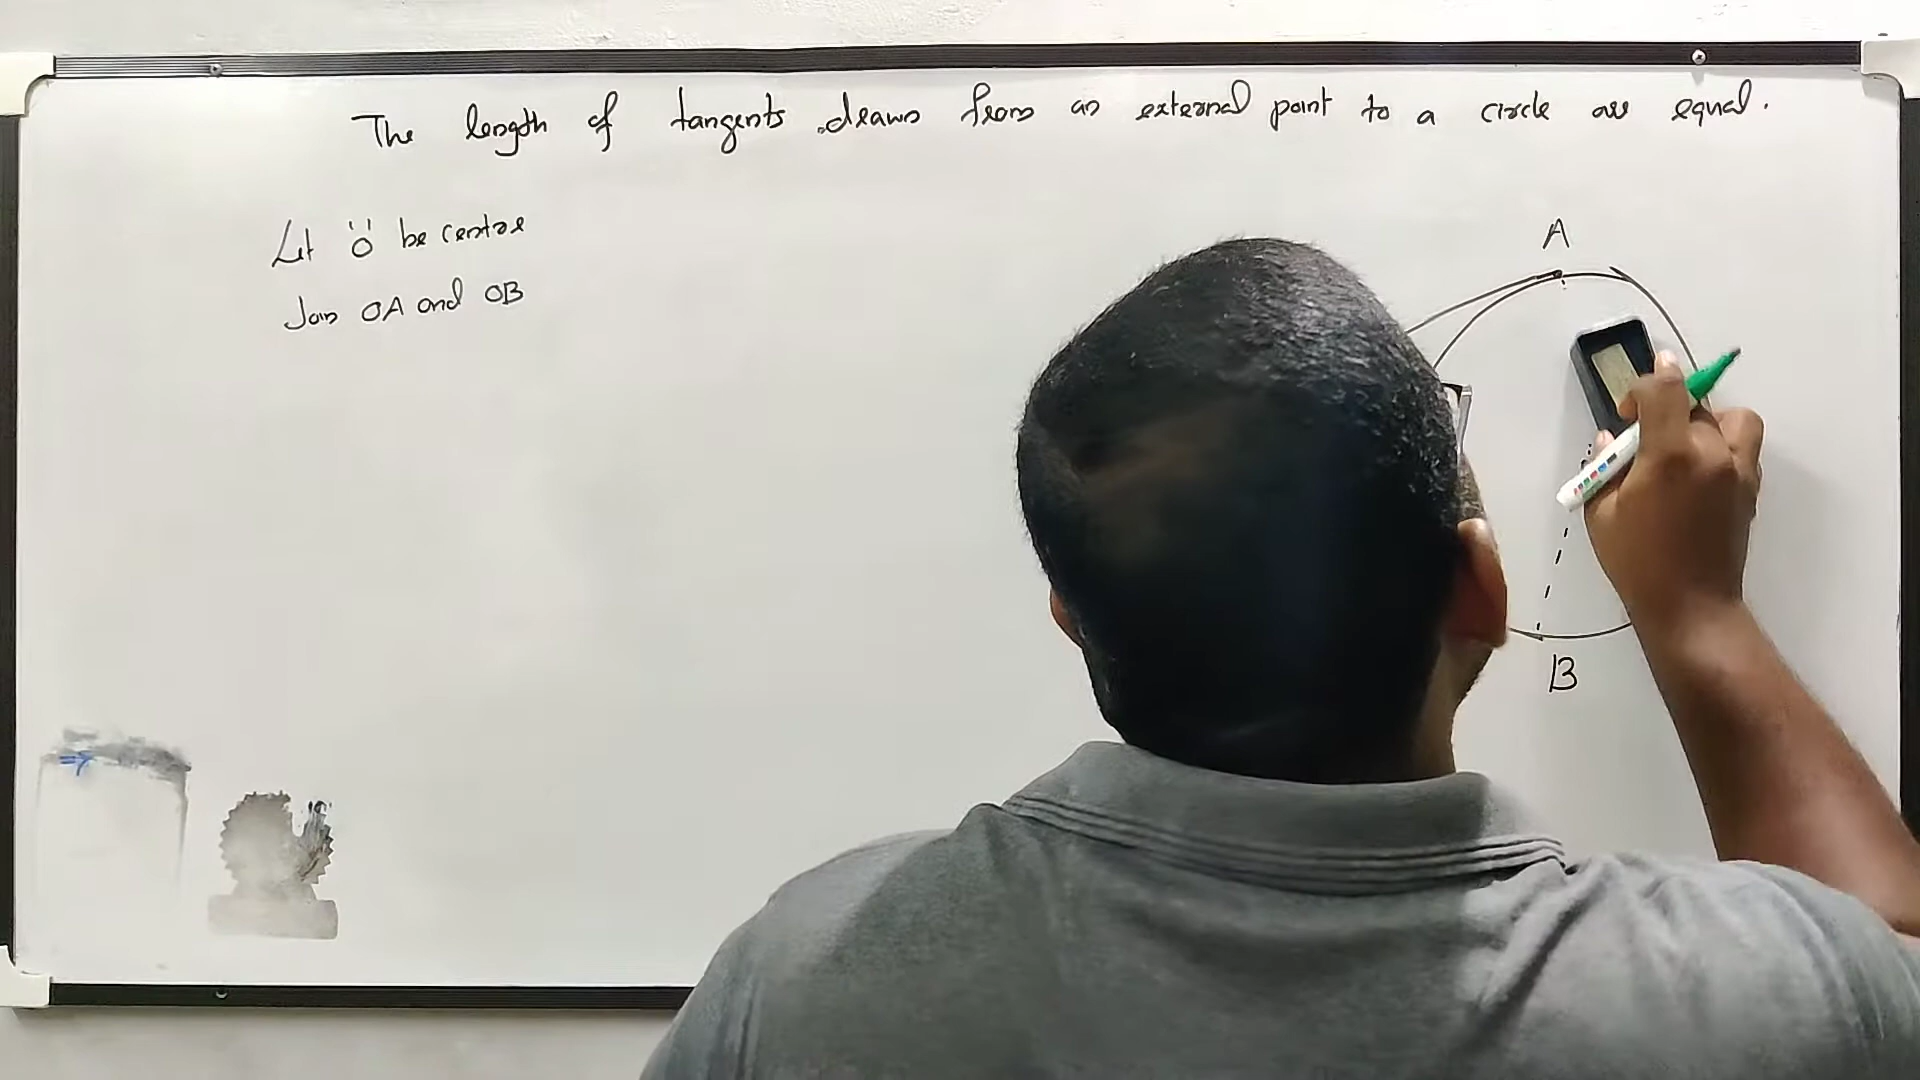 The length of tangents drawn from an external point to a circle are equal.
Let "O" be centre
Join OA and OB
A
B